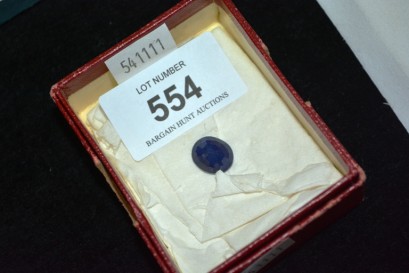 541111
LOT NUMBER
554
BARGAIN HUNT AUCTIONS